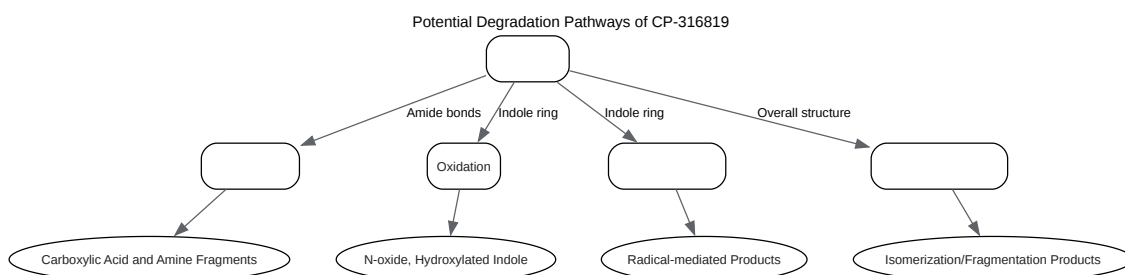 Potential Degradation Pathways of CP-316819
Amide bonds
Indole ring
Indole ring
Overall structure
Oxidation
Carboxylic Acid and Amine Fragments
N-oxide, Hydroxylated Indole
Radical-mediated Products
Isomerization/Fragmentation Products